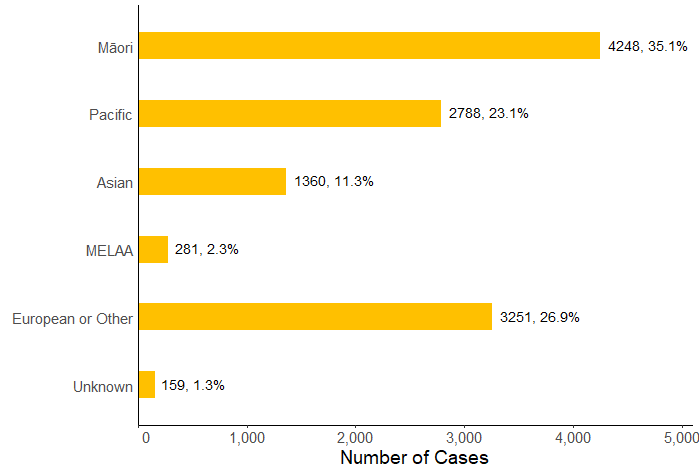 Māori 4248, 35.1%
Pacific 2788, 23.1%
Asian 1360, 11.3%
MELAA 281, 2.3%
European or Other 3251, 26.9%
Unknown 159, 1.3%
0 1,000 2,000 3,000 4,000 5,000
Number of Cases